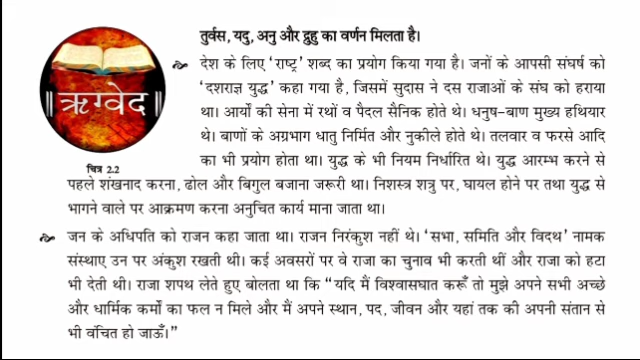 तुर्वस, यदु, अनु और द्रुहु का वर्णन मिलता है।
देश के लिए 'राष्ट्र' शब्द का प्रयोग किया गया है। जनों के आपसी संघर्ष को
'दशराज्ञ युद्ध' कहा गया है, जिसमें सुदास ने दस राजाओं के संघ को हराया
था। आर्यों की सेना में रथों व पैदल सैनिक होते थे। धनुष-बाण मुख्य हथियार
थे। बाणों के अग्रभाग धातु निर्मित और नुकीले होते थे। तलवार व फरसे आदि
का भी प्रयोग होता था। युद्ध के भी नियम निर्धारित थे। युद्ध आरम्भ करने से
पहले शंखनाद करना, ढोल और बिगुल बजाना जरूरी था। निशस्त्र शत्रु पर, घायल होने पर तथा युद्ध से
भागने वाले पर आक्रमण करना अनुचित कार्य माना जाता था।
॥ ऋग्वेद ॥
चित्र 2.2
जन के अधिपति को राजन कहा जाता था। राजन निरंकुश नहीं थे। 'सभा, समिति और विदथ' नामक
संस्थाए उन पर अंकुश रखती थी। कई अवसरों पर वे राजा का चुनाव भी करती थीं और राजा को हटा
भी देती थी। राजा शपथ लेते हुए बोलता था कि "यदि मैं विश्वासघात करूँ तो मुझे अपने सभी अच्छे
और धार्मिक कर्मों का फल न मिले और मैं अपने स्थान, पद, जीवन और यहां तक की अपनी संतान से
भी वंचित हो जाऊँ।"